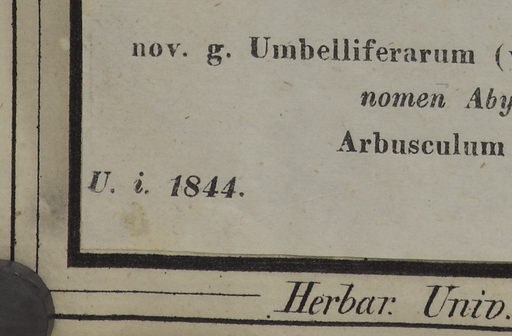 nov. g. Umbelliferarum (
nomen Aby
Arbusculum
U. i. 1844.
Herbar. Univ.